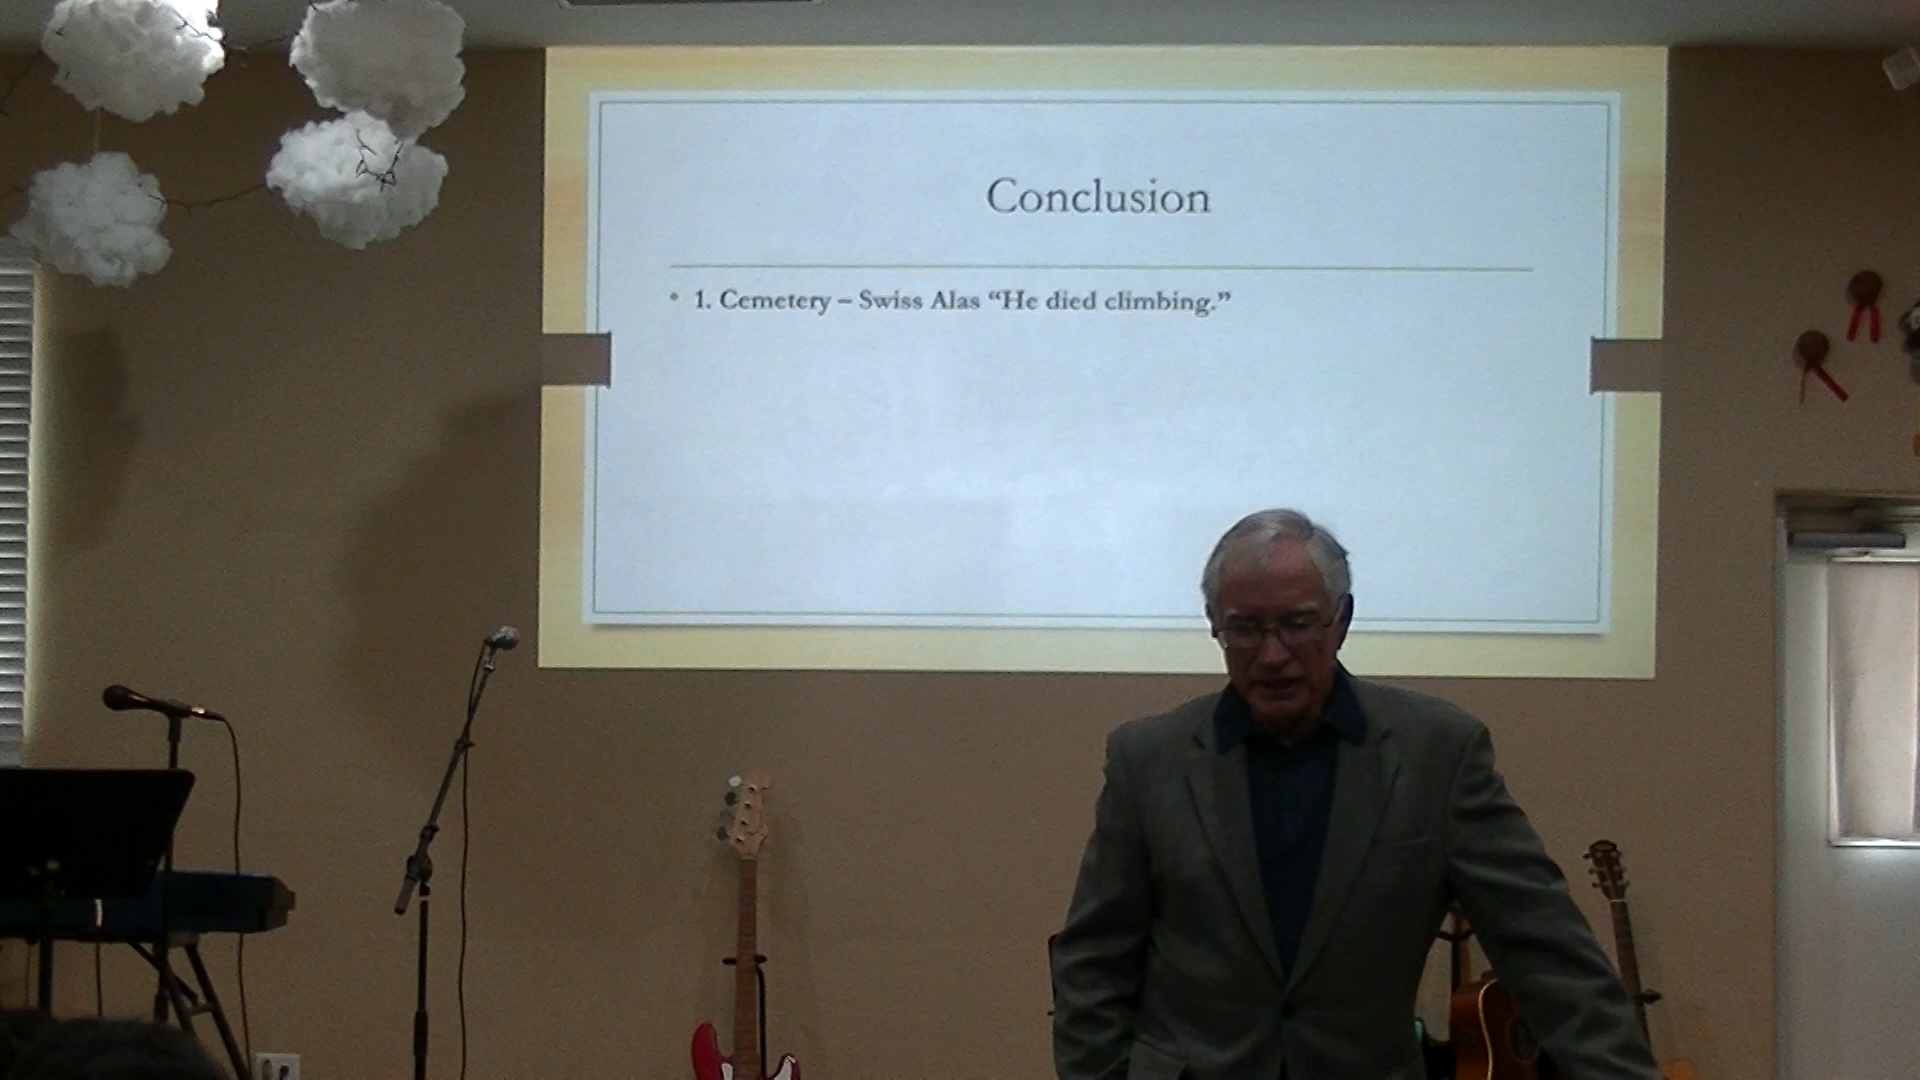 Conclusion
• 1. Cemetery – Swiss Alas “He died climbing.”